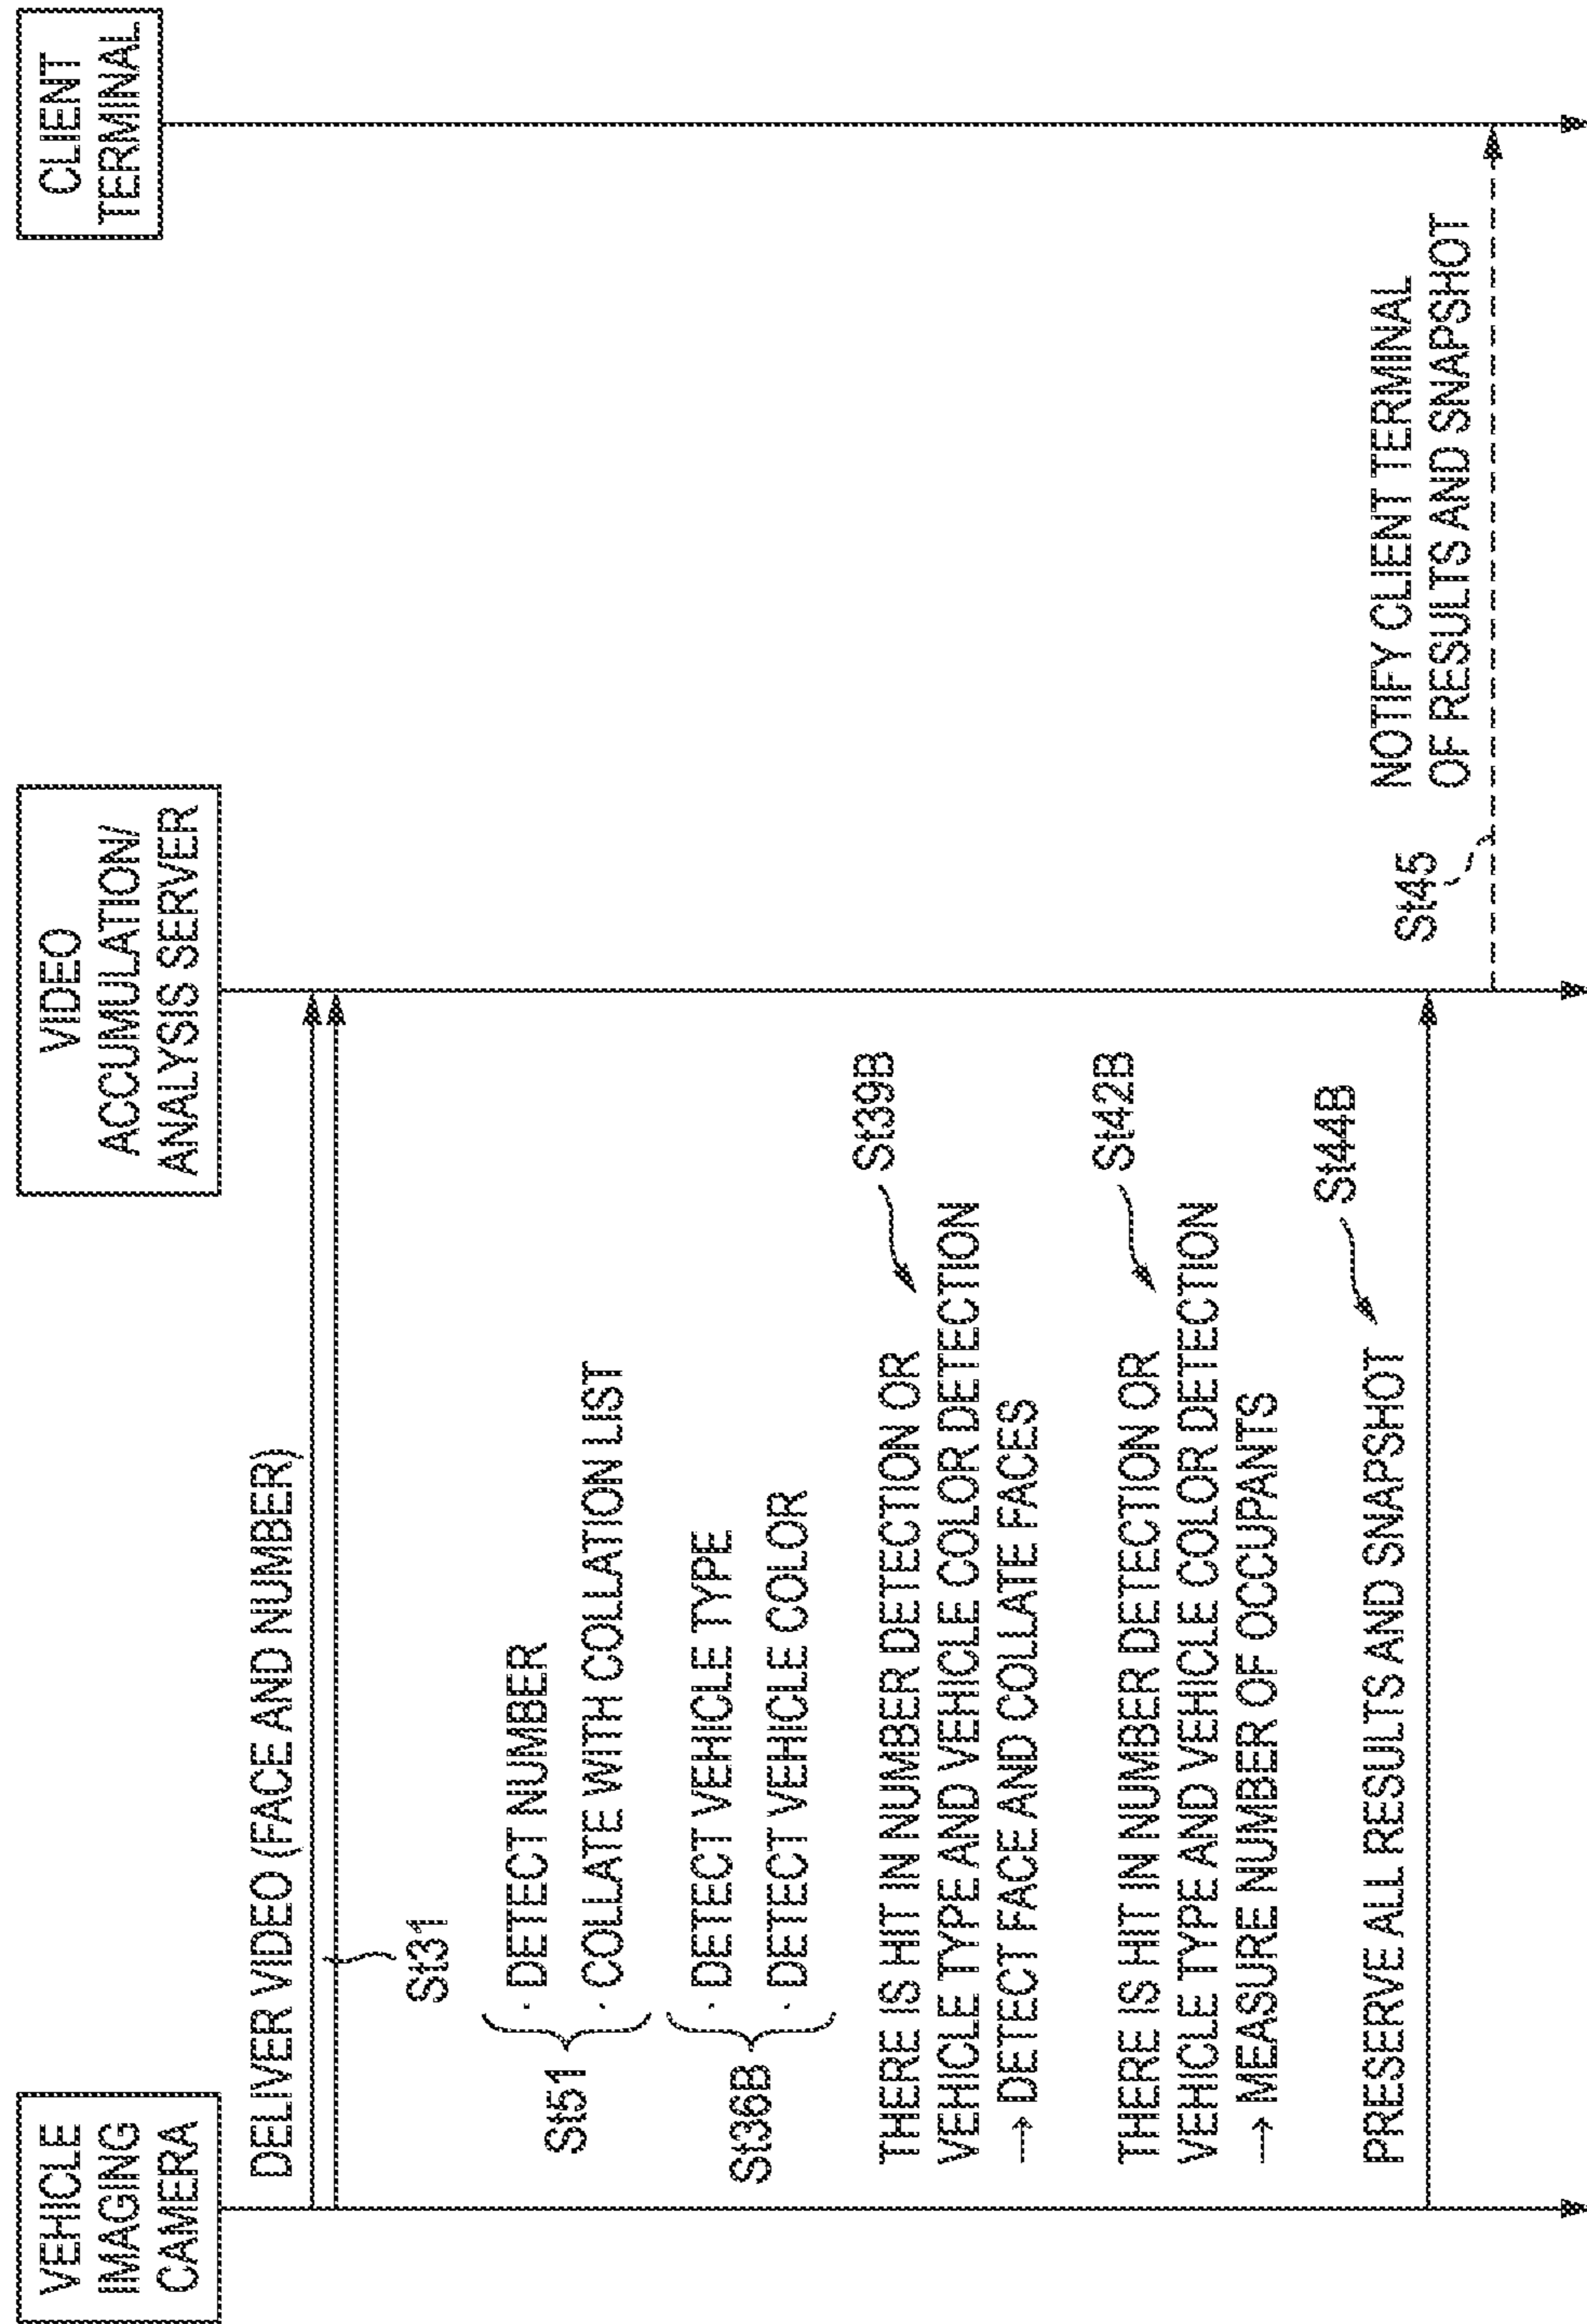 VEHICLE
IMAGING
CAMERA
VIDEO
ACCUMULATION/
ANALYSIS SERVER
CLIENT
TERMINAL
DELIVER VIDEO (FACE AND NUMBER)
St31
St51
· DETECT NUMBER
· COLLATE WITH COLLATION LIST
St36B
· DETECT VEHICLE TYPE
· DETECT VEHICLE COLOR
St39B
THERE IS HIT IN NUMBER DETECTION OR
VEHICLE TYPE AND VEHICLE COLOR DETECTION
→ DETECT FACE AND COLLATE FACES
St42B
THERE IS HIT IN NUMBER DETECTION OR
VEHICLE TYPE AND VEHICLE COLOR DETECTION
→ MEASURE NUMBER OF OCCUPANTS
St44B
PRESERVE ALL RESULTS AND SNAPSHOT
St45
NOTIFY CLIENT TERMINAL
OF RESULTS AND SNAPSHOT